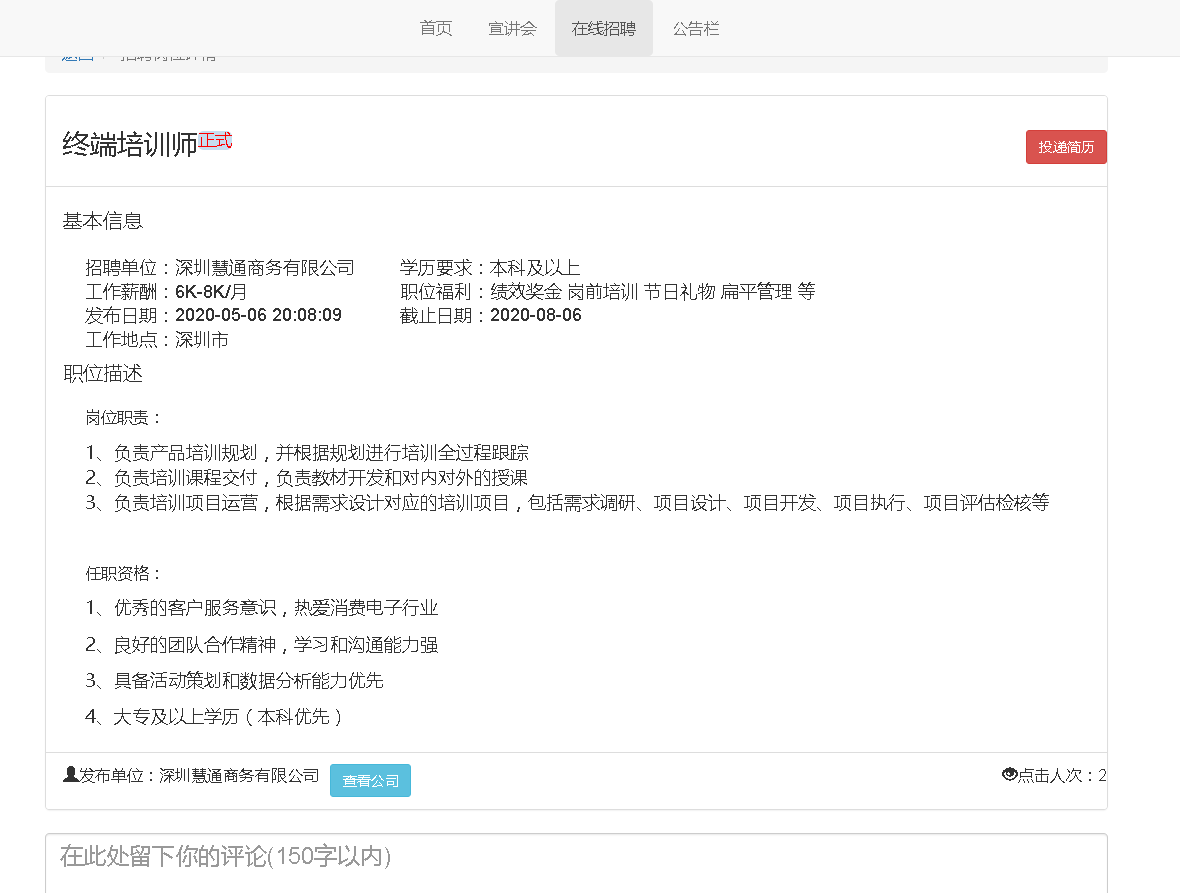 首页 宣讲会 在线招聘 公告栏
返回 招聘岗位详情
终端培训师正式
投递简历
基本信息
招聘单位：深圳慧通商务有限公司 学历要求：本科及以上
工作薪酬：6K-8K/月 职位福利：绩效奖金 岗前培训 节日礼物 扁平管理 等
发布日期：2020-05-06 20:08:09 截止日期：2020-08-06
工作地点：深圳市
职位描述
岗位职责：
1、负责产品培训规划，并根据规划进行培训全过程跟踪
2、负责培训课程交付，负责教材开发和对内对外的授课
3、负责培训项目运营，根据需求设计对应的培训项目，包括需求调研、项目设计、项目开发、项目执行、项目评估检核等
任职资格：
1、优秀的客户服务意识，热爱消费电子行业
2、良好的团队合作精神，学习和沟通能力强
3、具备活动策划和数据分析能力优先
4、大专及以上学历（本科优先）
发布单位：深圳慧通商务有限公司 查看公司 点击人次：2
在此处留下你的评论(150字以内)